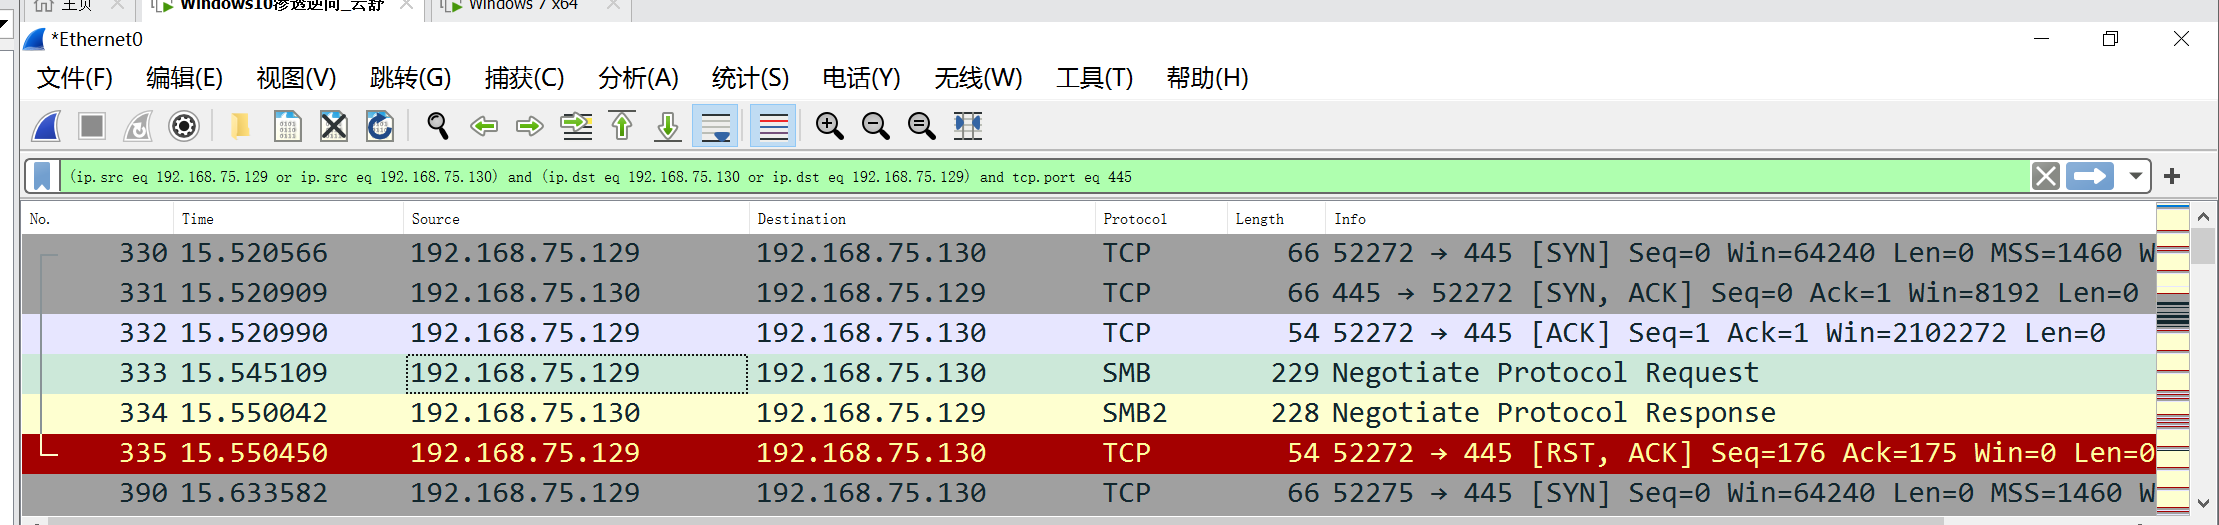 主页 Windows10渗透逆向_云舒 Windows 7 x64
*Ethernet0
文件(F) 编辑(E) 视图(V) 跳转(G) 捕获(C) 分析(A) 统计(S) 电话(Y) 无线(W) 工具(T) 帮助(H)
(ip.src eq 192.168.75.129 or ip.src eq 192.168.75.130) and (ip.dst eq 192.168.75.130 or ip.dst eq 192.168.75.129) and tcp.port eq 445
No. Time Source Destination Protocol Length Info
330 15.520566 192.168.75.129 192.168.75.130 TCP 66 52272 → 445 [SYN] Seq=0 Win=64240 Len=0 MSS=1460 W
331 15.520909 192.168.75.130 192.168.75.129 TCP 66 445 → 52272 [SYN, ACK] Seq=0 Ack=1 Win=8192 Len=0
332 15.520990 192.168.75.129 192.168.75.130 TCP 54 52272 → 445 [ACK] Seq=1 Ack=1 Win=2102272 Len=0
333 15.545109 192.168.75.129 192.168.75.130 SMB 229 Negotiate Protocol Request
334 15.550042 192.168.75.130 192.168.75.129 SMB2 228 Negotiate Protocol Response
335 15.550450 192.168.75.129 192.168.75.130 TCP 54 52272 → 445 [RST, ACK] Seq=176 Ack=175 Win=0 Len=0
390 15.633582 192.168.75.129 192.168.75.130 TCP 66 52275 → 445 [SYN] Seq=0 Win=64240 Len=0 MSS=1460 W